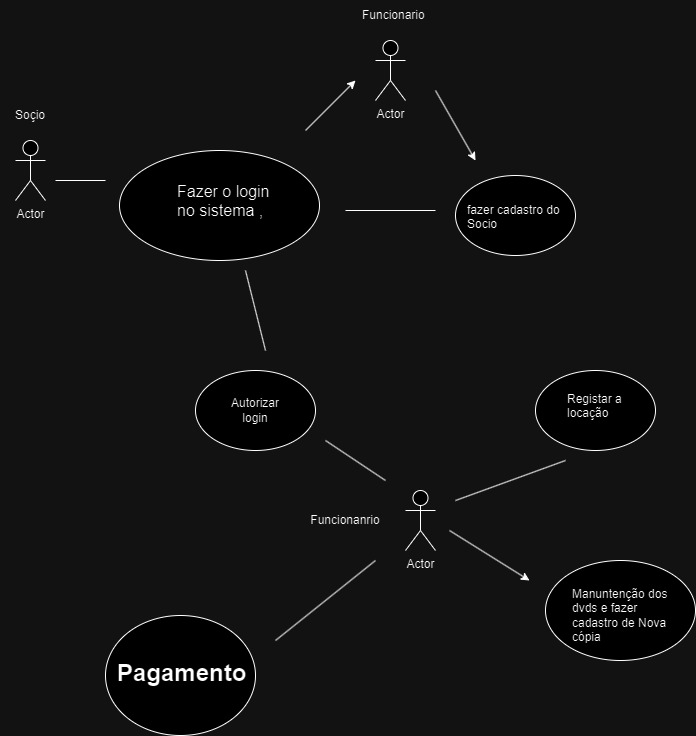 Funcionario
Actor
Soçio
Actor
Fazer o login
no sistema ,
fazer cadastro do
Socio
Autorizar
login
Registar a
locação
Funcionanrio
Actor
Manuntenção dos
dvds e fazer
cadastro de Nova
cópia
Pagamento